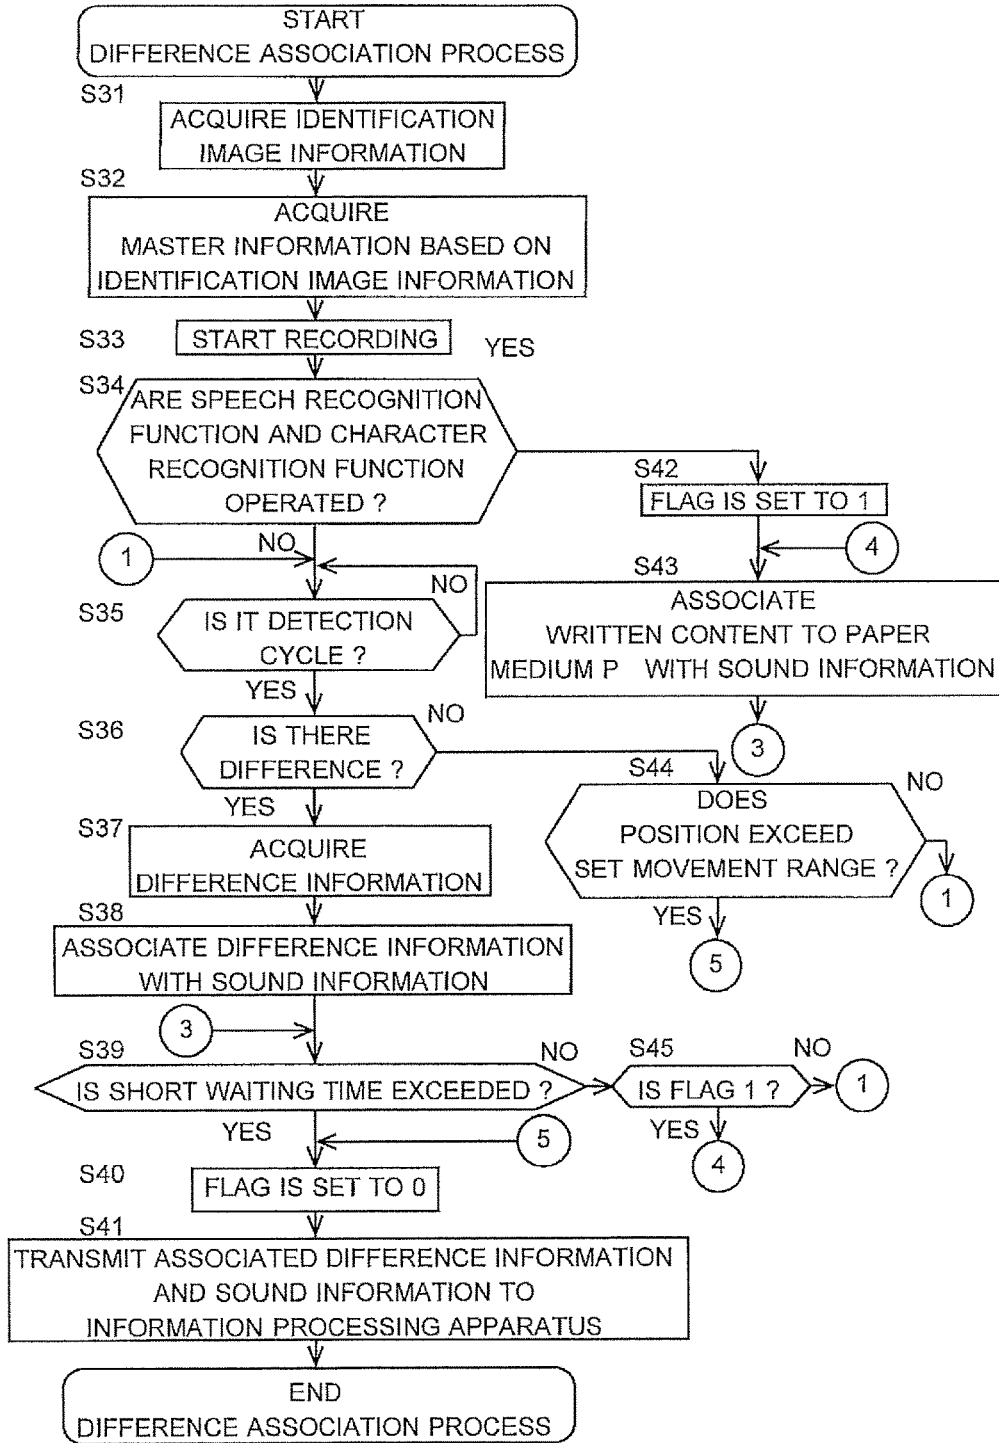 START
DIFFERENCE ASSOCIATION PROCESS
S31
ACQUIRE IDENTIFICATION
IMAGE INFORMATION
S32
ACQUIRE
MASTER INFORMATION BASED ON
IDENTIFICATION IMAGE INFORMATION
S33
START RECORDING
YES
S34
ARE SPEECH RECOGNITION
FUNCTION AND CHARACTER
RECOGNITION FUNCTION
OPERATED ?
S42
FLAG IS SET TO 1
NO
1
4
S43
ASSOCIATE
WRITTEN CONTENT TO PAPER
MEDIUM P WITH SOUND INFORMATION
3
NO
S35
IS IT DETECTION
CYCLE ?
YES
NO
S36
IS THERE
DIFFERENCE ?
YES
S44
DOES
POSITION EXCEED
SET MOVEMENT RANGE ?
NO
1
YES
5
S37
ACQUIRE
DIFFERENCE INFORMATION
S38
ASSOCIATE DIFFERENCE INFORMATION
WITH SOUND INFORMATION
3
S39
IS SHORT WAITING TIME EXCEEDED ?
NO
S45
IS FLAG 1 ?
NO
1
YES
4
YES
5
S40
FLAG IS SET TO 0
S41
TRANSMIT ASSOCIATED DIFFERENCE INFORMATION
AND SOUND INFORMATION TO
INFORMATION PROCESSING APPARATUS
END
DIFFERENCE ASSOCIATION PROCESS